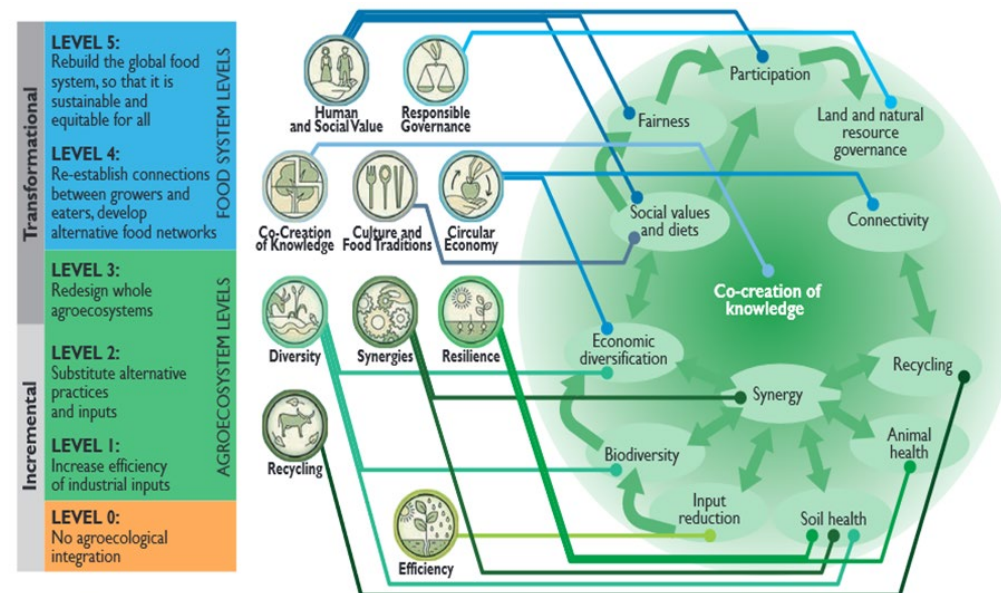 Transformational
Incremental
FOOD SYSTEM LEVELS
AGROECOSYSTEM LEVELS
LEVEL 5:
Rebuild the global food
system, so that it is
sustainable and
equitable for all
LEVEL 4:
Re-establish connections
between growers and
eaters, develop
alternative food networks
LEVEL 3:
Redesign whole
agroecosystems
LEVEL 2:
Substitute alternative
practices
and inputs
LEVEL 1:
Increase efficiency
of industrial inputs
LEVEL 0:
No agroecological
integration
Human
and Social Value
Responsible
Governance
Co-Creation
of Knowledge
Culture and
Food Traditions
Circular
Economy
Diversity
Synergies
Resilience
Recycling
Efficiency
Participation
Fairness
Land and natural
resource
governance
Social values
and diets
Connectivity
Co-creation of
knowledge
Economic
diversification
Recycling
Synergy
Animal
health
Biodiversity
Input
reduction
Soil health